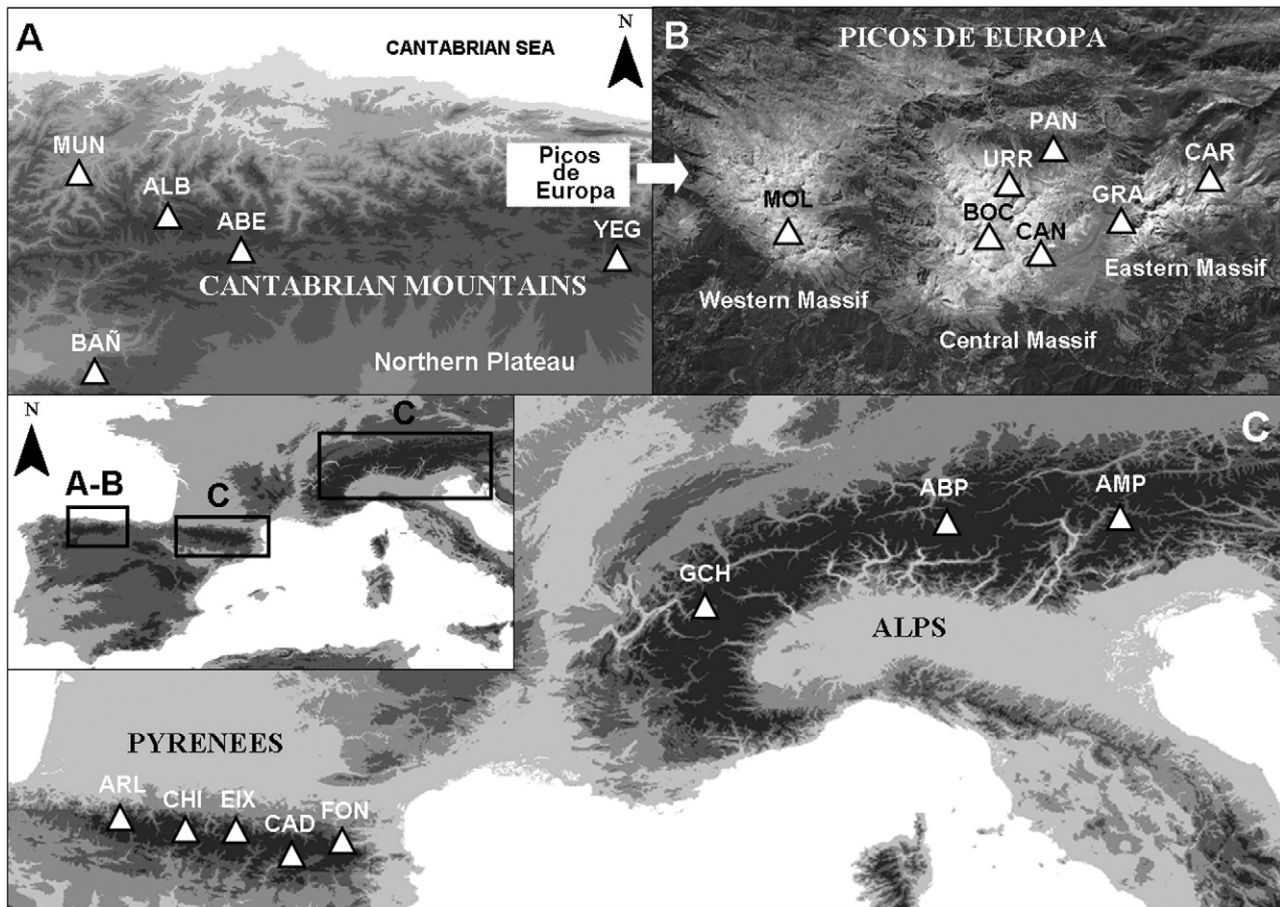 A
CANTABRIAN SEA
N
MUN
ALB
ABE
Picos
de
Europa
YEG
CANTABRIAN MOUNTAINS
BAÑ
Northern Plateau
B
PICOS DE EUROPA
PAN
URR
CAR
MOL
GRA
BOC
CAN
Western Massif
Eastern Massif
Central Massif
N
C
A-B
C
C
ABP
AMP
GCH
ALPS
PYRENEES
ARL
CHI
EIX
FON
CAD